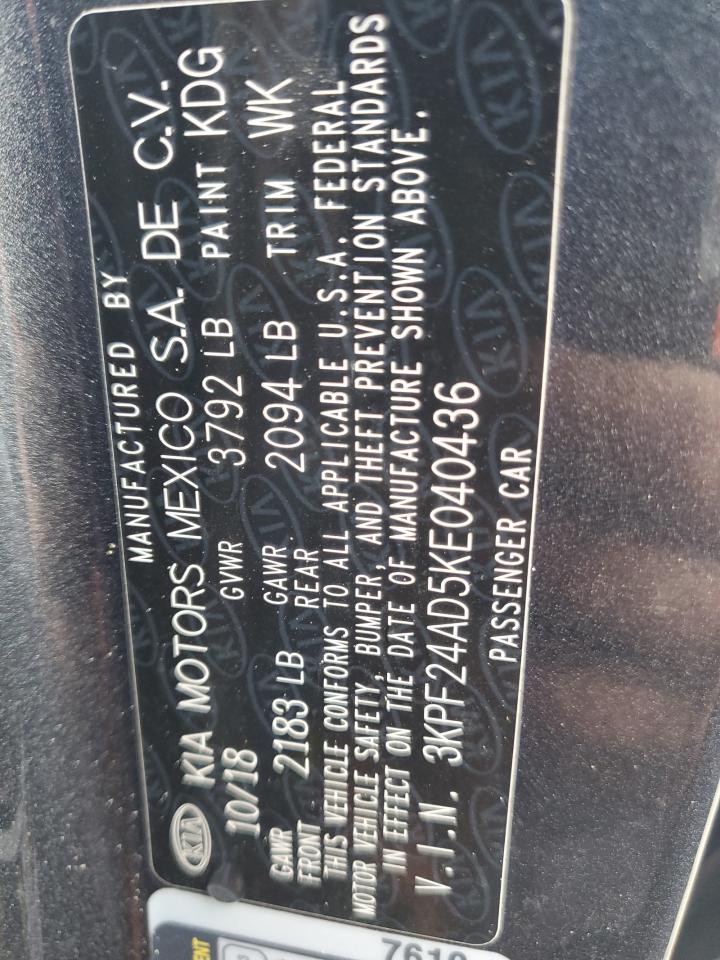 MANUFACTURED BY
KIA KIA MOTORS MEXICO S.A. DE C.V.
10/18 GVWR 3792 LB PAINT KDG
GAWR FRONT 2183 LB GAWR REAR 2094 LB TRIM WK
THIS VEHICLE CONFORMS TO ALL APPLICABLE U.S.A. FEDERAL
MOTOR VEHICLE SAFETY, BUMPER, AND THEFT PREVENTION STANDARDS
IN EFFECT ON THE DATE OF MANUFACTURE SHOWN ABOVE.
V.I.N. 3KPF24AD5KE040436
PASSENGER CAR